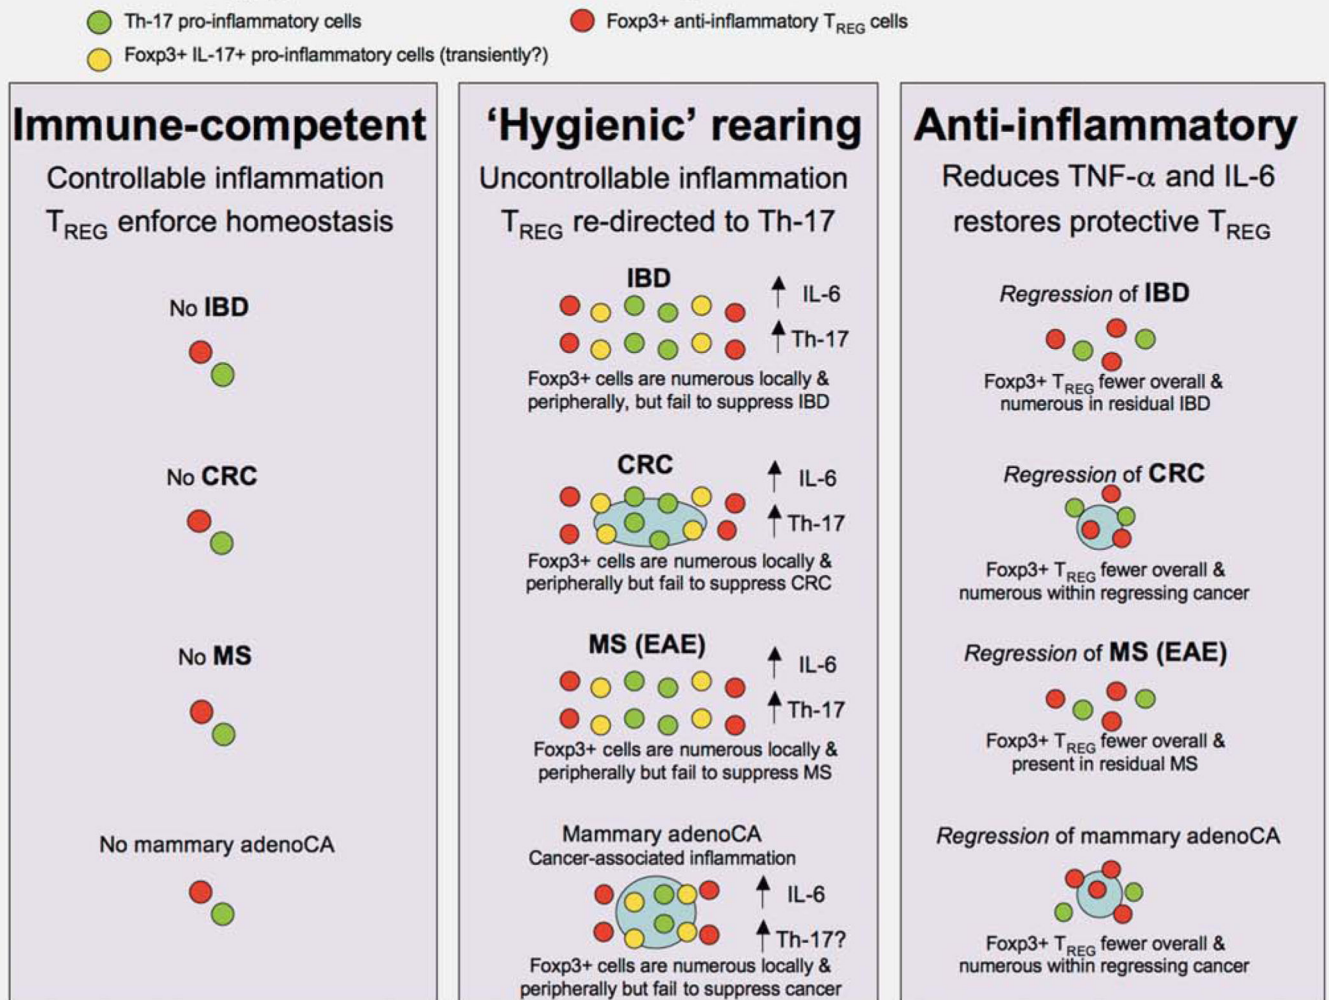 Th-17 pro-inflammatory cells
Foxp3+ anti-inflammatory TREG cells
Foxp3+ IL-17+ pro-inflammatory cells (transiently?)
Immune-competent
Controllable inflammation
TREG enforce homeostasis
No IBD
No CRC
No MS
No mammary adenoCA
‘Hygienic’ rearing
Uncontrollable inflammation
TREG re-directed to Th-17
IBD
IL-6
Th-17
Foxp3+ cells are numerous locally &
peripherally, but fail to suppress IBD
CRC
IL-6
Th-17
Foxp3+ cells are numerous locally &
peripherally but fail to suppress CRC
MS (EAE)
IL-6
Th-17
Foxp3+ cells are numerous locally &
peripherally but fail to suppress MS
Mammary adenoCA
Cancer-associated inflammation
IL-6
Th-17?
Foxp3+ cells are numerous locally &
peripherally but fail to suppress cancer
Anti-inflammatory
Reduces TNF-α and IL-6
restores protective TREG
Regression of IBD
Foxp3+ TREG fewer overall &
numerous in residual IBD
Regression of CRC
Foxp3+ TREG fewer overall &
numerous within regressing cancer
Regression of MS (EAE)
Foxp3+ TREG fewer overall &
present in residual MS
Regression of mammary adenoCA
Foxp3+ TREG fewer overall &
numerous within regressing cancer